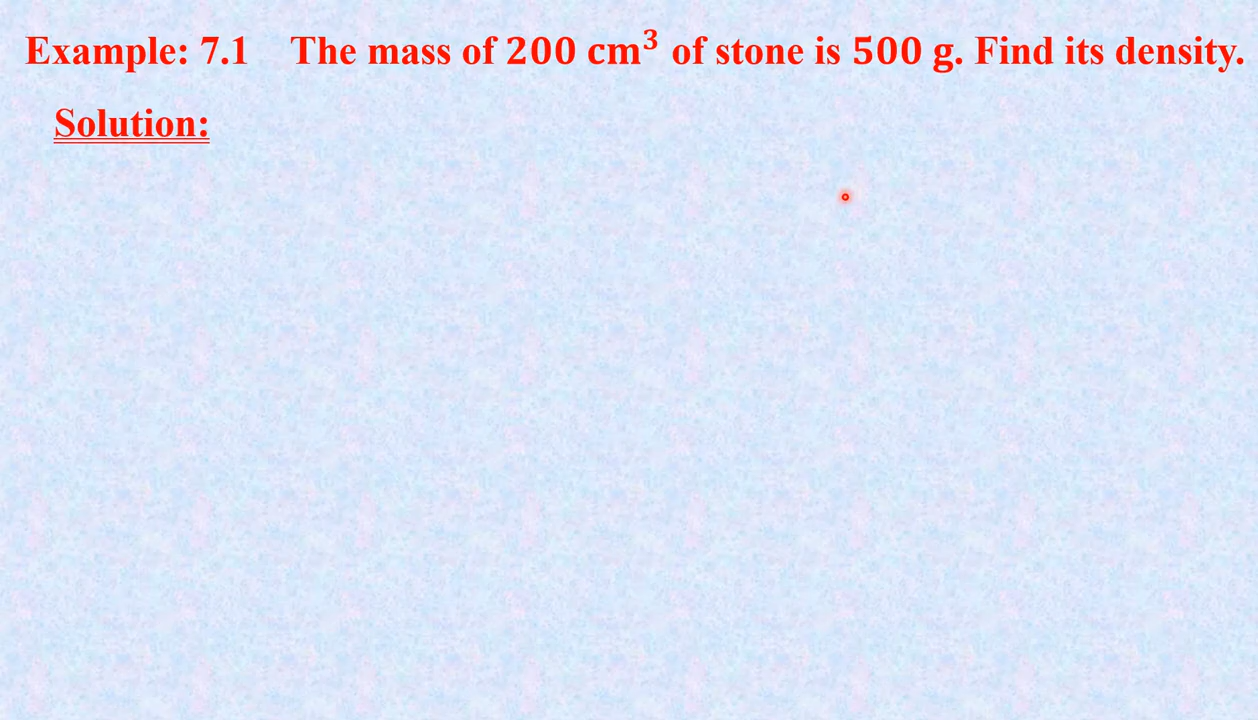 Example: 7.1 The mass of 200 cm³ of stone is 500 g. Find its density.
Solution: